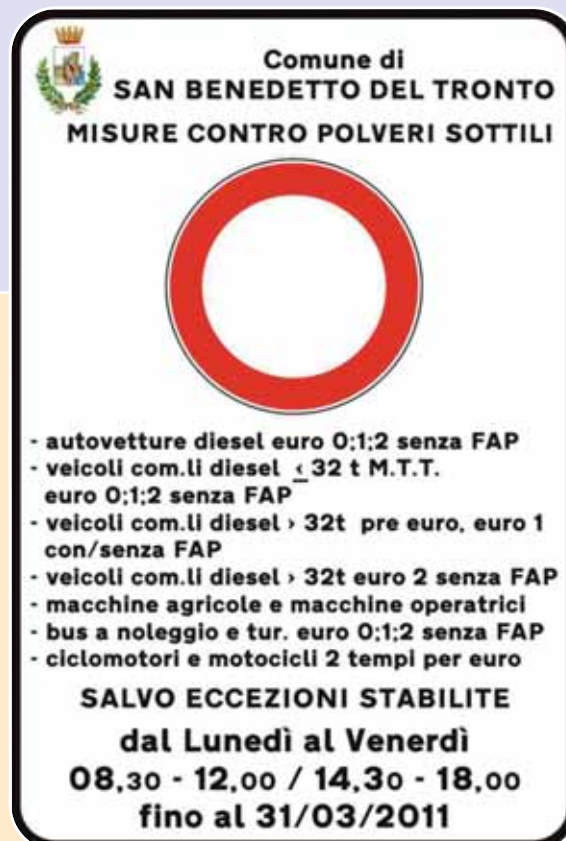 Comune di
SAN BENEDETTO DEL TRONTO
MISURE CONTRO POLVERI SOTTILI
- autovetture diesel euro 0;1;2 senza FAP
- veicoli com.li diesel ≤ 32 t M.T.T.
euro 0;1;2 senza FAP
- veicoli com.li diesel > 32t pre euro, euro 1
con/senza FAP
- veicoli com.li diesel > 32t euro 2 senza FAP
- macchine agricole e macchine operatrici
- bus a noleggio e tur. euro 0;1;2 senza FAP
- ciclomotori e motocicli 2 tempi per euro
SALVO ECCEZIONI STABILITE
dal Lunedì al Venerdì
08,30 - 12,00 / 14,30 - 18,00
fino al 31/03/2011